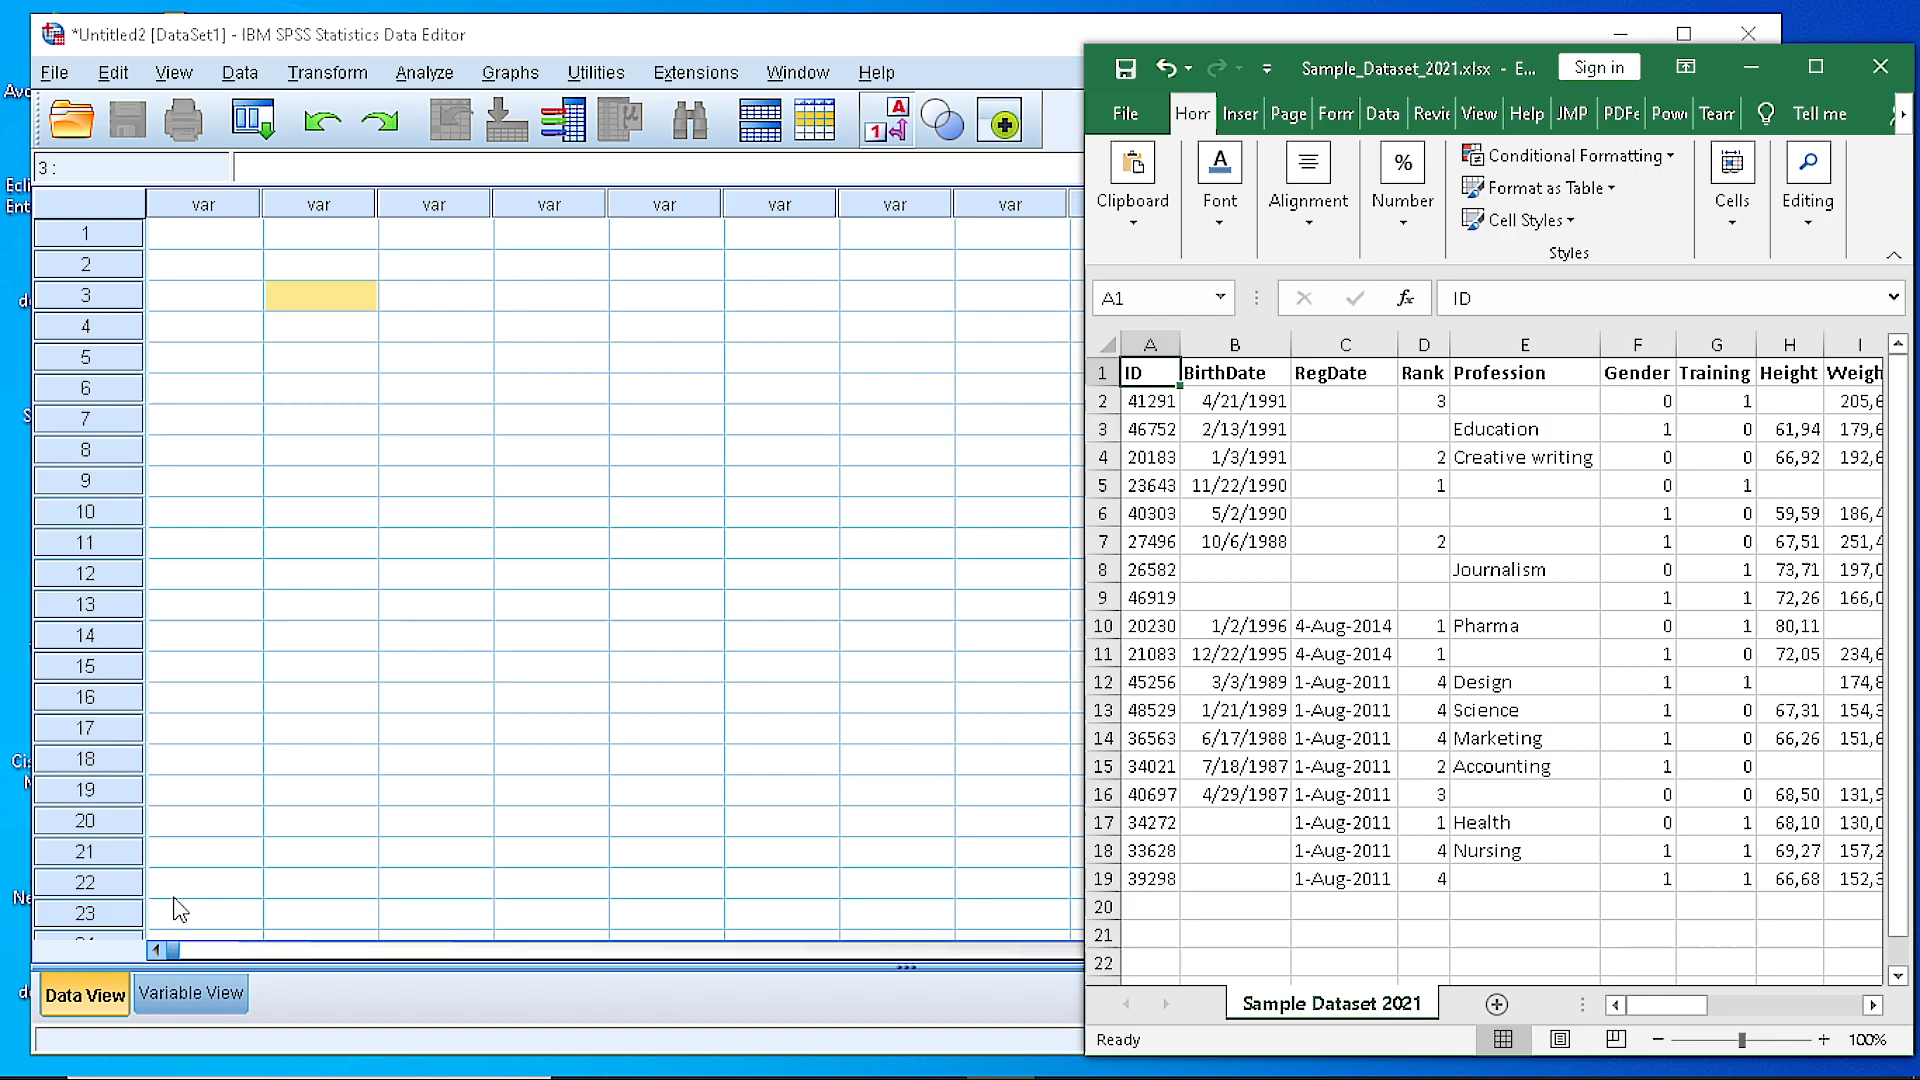 *Untitled2 [DataSet1] - IBM SPSS Statistics Data Editor
File Edit View Data Transform Analyze Graphs Utilities Extensions Window Help
3 :
var var var var var var var var
1
2
3
4
5
6
7
8
9
10
11
12
13
14
15
16
17
18
19
20
21
22
23
Data View Variable View
Sample_Dataset_2021.xlsx - E...
Sign in
File Hom Inser Page Form Data Revie View Help JMP PDFe Powe Team Tell me
Clipboard Font Alignment Number
Conditional Formatting
Format as Table
Cell Styles
Styles
Cells Editing
A1 fx ID
A B C D E F G H I
1 ID BirthDate RegDate Rank Profession Gender Training Height Weigh
2 41291 4/21/1991 3 0 1 205,6
3 46752 2/13/1991 Education 1 0 61,94 179,6
4 20183 1/3/1991 2 Creative writing 0 0 66,92 192,6
5 23643 11/22/1990 1 0 1
6 40303 5/2/1990 1 0 59,59 186,4
7 27496 10/6/1988 2 1 0 67,51 251,4
8 26582 Journalism 0 1 73,71 197,0
9 46919 1 1 72,26 166,0
10 20230 1/2/1996 4-Aug-2014 1 Pharma 0 1 80,11
11 21083 12/22/1995 4-Aug-2014 1 1 0 72,05 234,6
12 45256 3/3/1989 1-Aug-2011 4 Design 1 1 174,8
13 48529 1/21/1989 1-Aug-2011 4 Science 1 0 67,31 154,3
14 36563 6/17/1988 1-Aug-2011 4 Marketing 1 0 66,26 151,6
15 34021 7/18/1987 1-Aug-2011 2 Accounting 1 0
16 40697 4/29/1987 1-Aug-2011 3 0 0 68,50 131,9
17 34272 1-Aug-2011 1 Health 0 1 68,10 130,0
18 33628 1-Aug-2011 4 Nursing 1 1 69,27 157,2
19 39298 1-Aug-2011 4 1 1 66,68 152,3
20
21
22
Sample Dataset 2021
Ready 100%